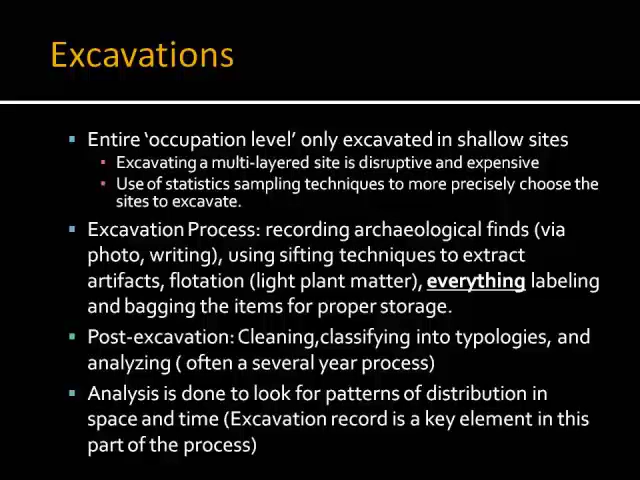 Excavations
Entire ‘occupation level’ only excavated in shallow sites
Excavating a multi-layered site is disruptive and expensive
Use of statistics sampling techniques to more precisely choose the
sites to excavate.
Excavation Process: recording archaeological finds (via
photo, writing), using sifting techniques to extract
artifacts, flotation (light plant matter), everything labeling
and bagging the items for proper storage.
Post-excavation: Cleaning,classifying into typologies, and
analyzing ( often a several year process)
Analysis is done to look for patterns of distribution in
space and time (Excavation record is a key element in this
part of the process)